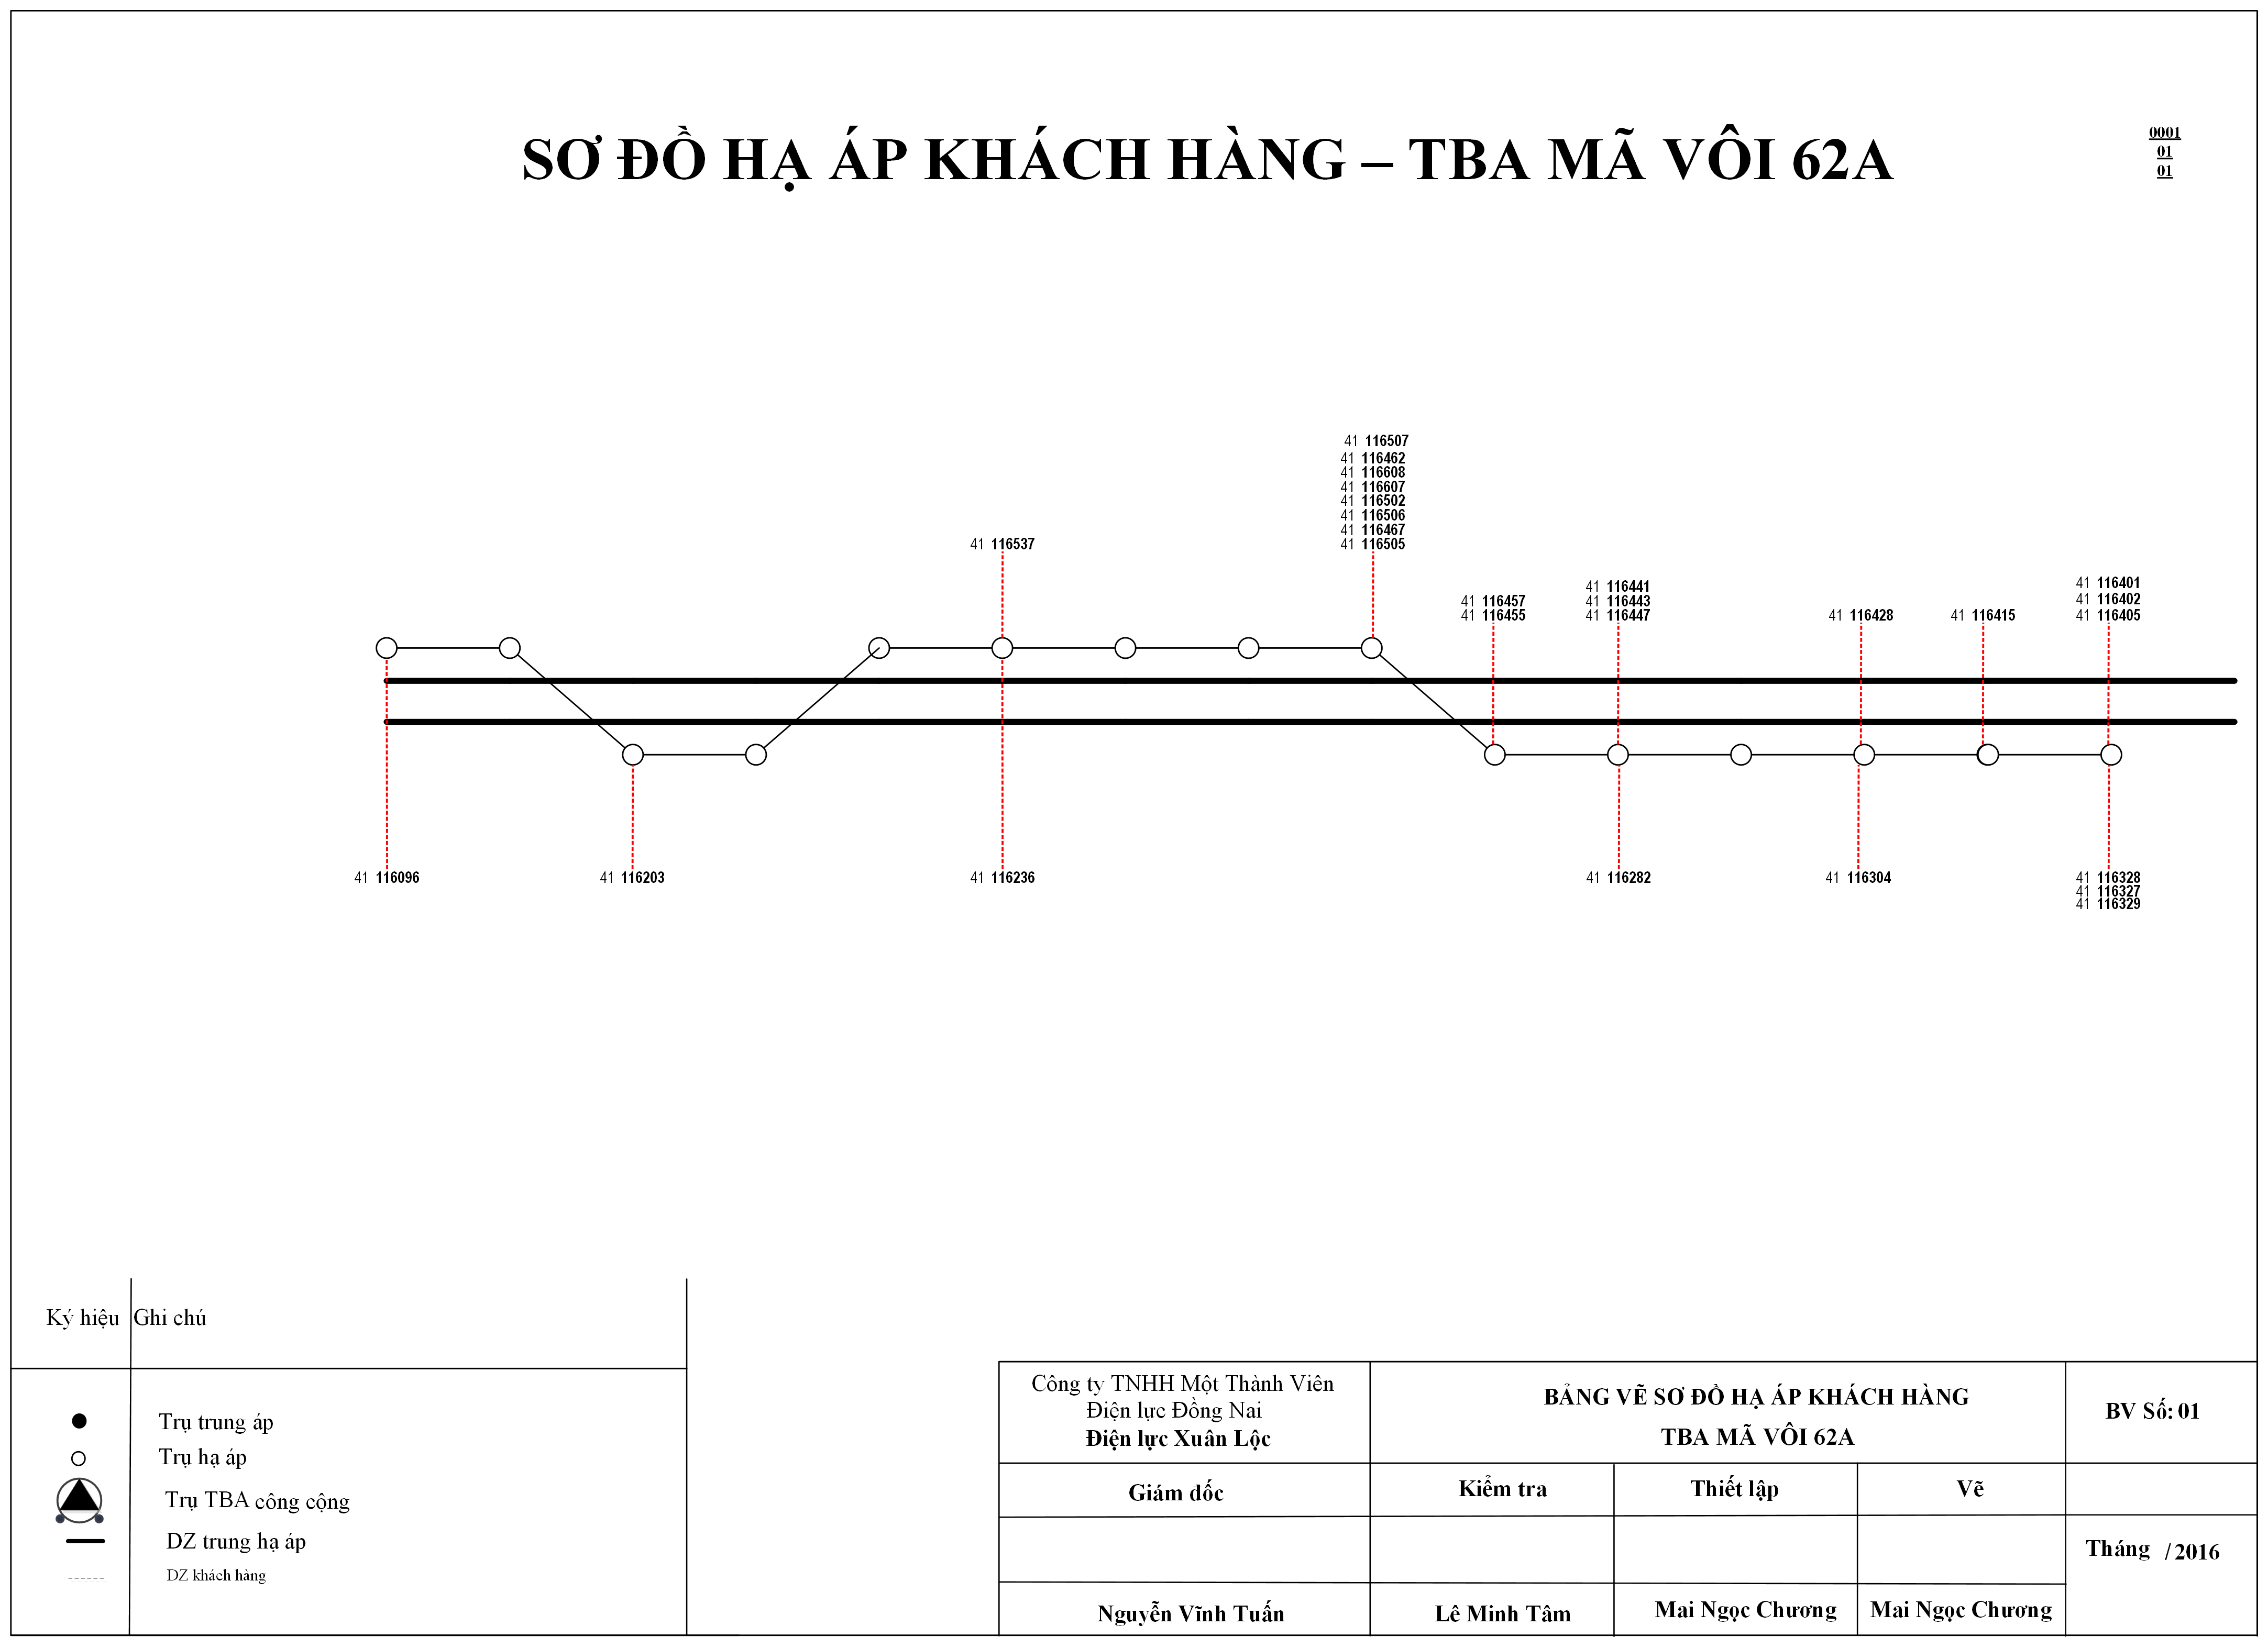 SƠ ĐỒ HẠ ÁP KHÁCH HÀNG – TBA MÃ VÔI 62A
0001
01
01
41 116507
41 116462
41 116608
41 116607
41 116502
41 116506
41 116467
41 116505
41 116537
41 116457
41 116455
41 116441
41 116443
41 116447
41 116428
41 116415
41 116401
41 116402
41 116405
41 116096
41 116203
41 116236
41 116282
41 116304
41 116328
41 116327
41 116329
Ký hiệu Ghi chú
Trụ trung áp
Trụ hạ áp
Trụ TBA công cộng
DZ trung hạ áp
DZ khách hàng
Công ty TNHH Một Thành Viên
Điện lực Đồng Nai
Điện lực Xuân Lộc
BẢNG VẼ SƠ ĐỒ HẠ ÁP KHÁCH HÀNG
TBA MÃ VÔI 62A
BV Số: 01
Giám đốc
Kiểm tra
Thiết lập
Vẽ
Tháng / 2016
Nguyễn Vĩnh Tuấn
Lê Minh Tâm
Mai Ngọc Chương
Mai Ngọc Chương